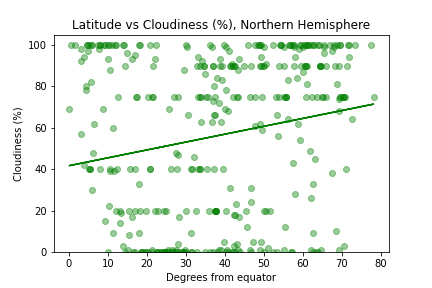 Latitude vs Cloudiness (%), Northern Hemisphere
100
80
60
40
20
0
Cloudiness (%)
0 10 20 30 40 50 60 70 80
Degrees from equator